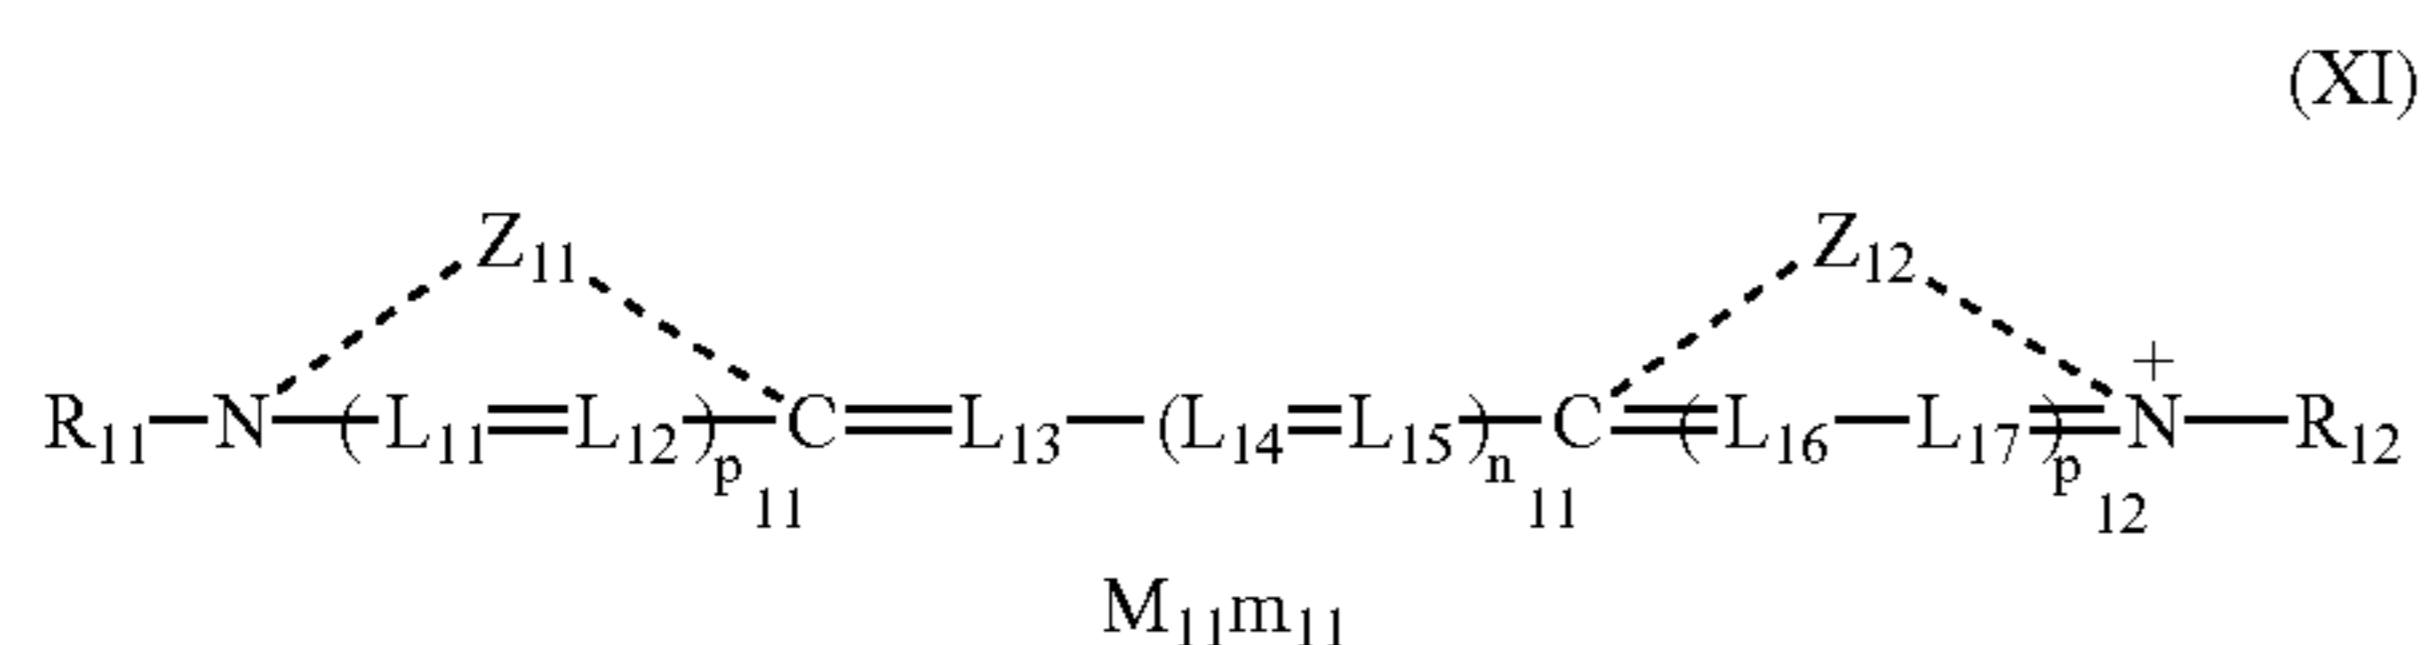 (XI)
Z11 Z12
R11—N—(L11=L12)p11—C=L13—(L14=L15)n11—C=(L16—L17)p12=N+—R12
M11m11